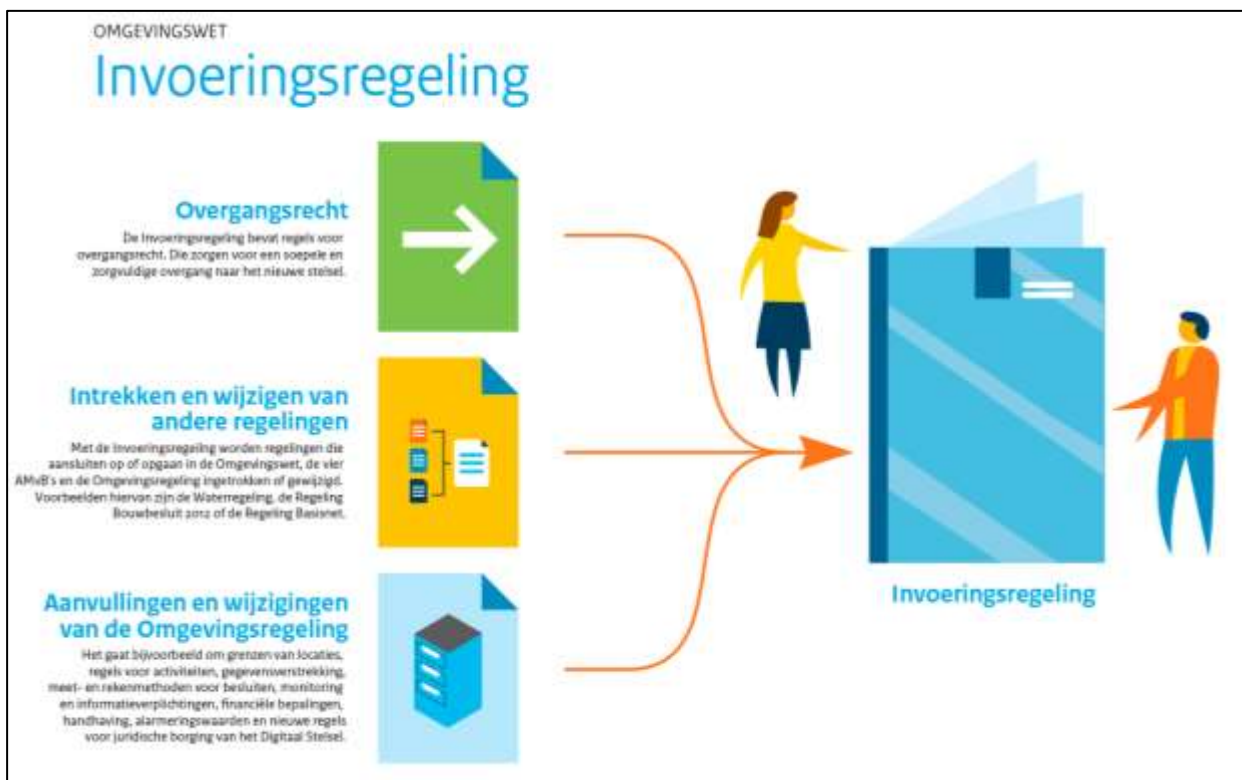 OMGEVINGSWET
Invoeringsregeling
Overgangsrecht
De Invoeringsregeling bevat regels voor
overgangsrecht. Die zorgen voor een soepele en
zorgvuldige overgang naar het nieuwe stelsel.
Intrekken en wijzigen van
andere regelingen
Met de Invoeringsregeling worden regelingen die
aansluiten op of opgaan in de Omgevingswet, de vier
AMvB's en de Omgevingsregeling ingetrokken of gewijzigd.
Voorbeelden hiervan zijn de Waterregeling, de Regeling
Bouwbesluit 2012 of de Regeling Basisnet.
Aanvullingen en wijzigingen
van de Omgevingsregeling
Het gaat bijvoorbeeld om grenzen van locaties,
regels voor activiteiten, gegevensverstrekking,
meet- en rekenmethoden voor besluiten, monitoring
en informatieverplichtingen, financiële bepalingen,
handhaving, alarmeringswaarden en nieuwe regels
voor juridische borging van het Digitaal Stelsel.
Invoeringsregeling